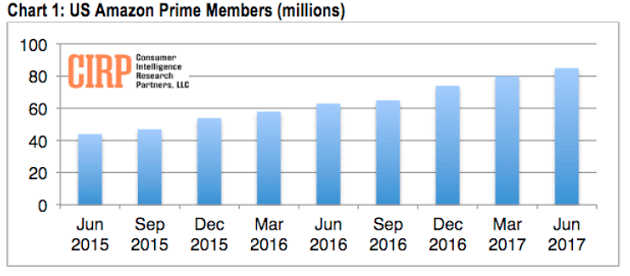 Chart 1: US Amazon Prime Members (millions)
100
CIRP
Consumer
Intelligence
Research
Partners, LLC
80
60
40
20
0
Jun Sep Dec Mar Jun Sep Dec Mar Jun
2015 2015 2015 2016 2016 2016 2016 2017 2017